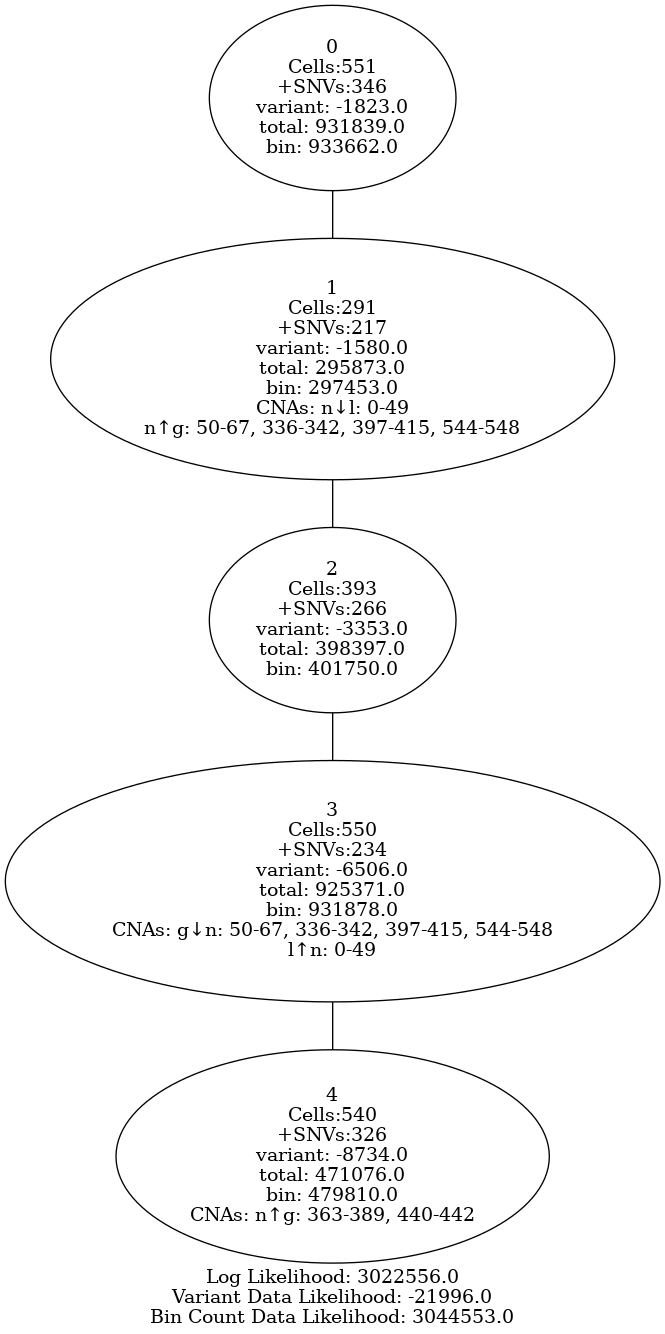 0
Cells:551
+SNVs:346
variant: -1823.0
total: 931839.0
bin: 933662.0
1
Cells:291
+SNVs:217
variant: -1580.0
total: 295873.0
bin: 297453.0
CNAs: n↓l: 0-49
n↑g: 50-67, 336-342, 397-415, 544-548
2
Cells:393
+SNVs:266
variant: -3353.0
total: 398397.0
bin: 401750.0
3
Cells:550
+SNVs:234
variant: -6506.0
total: 925371.0
bin: 931878.0
CNAs: g↓n: 50-67, 336-342, 397-415, 544-548
l↑n: 0-49
4
Cells:540
+SNVs:326
variant: -8734.0
total: 471076.0
bin: 479810.0
CNAs: n↑g: 363-389, 440-442
Log Likelihood: 3022556.0
Variant Data Likelihood: -21996.0
Bin Count Data Likelihood: 3044553.0